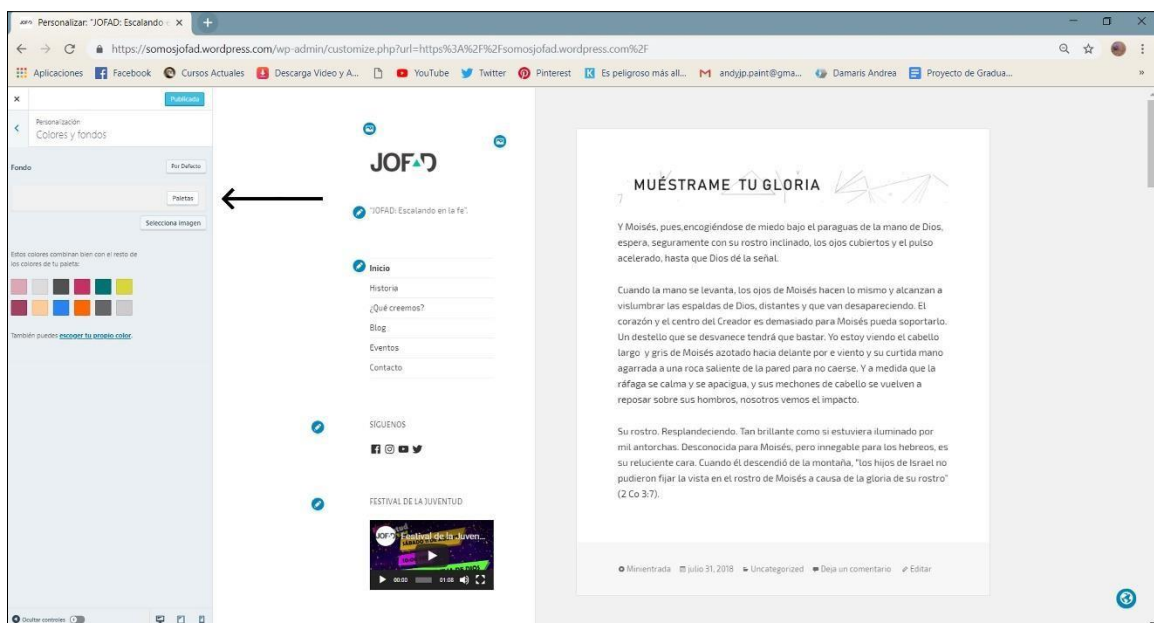 JOFAD Personalizar: "JOFAD: Escalando e
https://somosjofad.wordpress.com/wp-admin/customize.php?url=https%3A%2F%2Fsomosjofad.wordpress.com%2F
Aplicaciones Facebook Cursos Actuales Descarga Video y A... YouTube Twitter Pinterest Es peligroso más all... andyjp.paint@gma... Damaris Andrea Proyecto de Gradua... »
Publicada
Personalización
Colores y fondos
Fondo
Por Defecto
Paletas
Selecciona imagen
Estos colores combinan bien con el resto de
los colores de tu paleta:
También puedes escoger tu propio color.
Ocultar controles
JOFAD
"JOFAD: Escalando en la fe".
Inicio
Historia
¿Qué creemos?
Blog
Eventos
Contacto
SÍGUENOS
FESTIVAL DE LA JUVENTUD
Festival de la Juven...
00:00 01:08
MUÉSTRAME TU GLORIA
Y Moisés, pues,encogiéndose de miedo bajo el paraguas de la mano de Dios,
espera, seguramente con su rostro inclinado, los ojos cubiertos y el pulso
acelerado, hasta que Dios dé la señal.
Cuando la mano se levanta, los ojos de Moisés hacen lo mismo y alcanzan a
vislumbrar las espaldas de Dios, distantes y que van desapareciendo. El
corazón y el centro del Creador es demasiado para Moisés pueda soportarlo.
Un destello que se desvanece tendrá que bastar. Yo estoy viendo el cabello
largo y gris de Moisés azotado hacia delante por e viento y su curtida mano
agarrada a una roca saliente de la pared para no caerse. Y a medida que la
ráfaga se calma y se apacigua, y sus mechones de cabello se vuelven a
reposar sobre sus hombros, nosotros vemos el impacto.
Su rostro. Resplandeciendo. Tan brillante como si estuviera iluminado por
mil antorchas. Desconocida para Moisés, pero innegable para los hebreos, es
su reluciente cara. Cuando él descendió de la montaña, "los hijos de Israel no
pudieron fijar la vista en el rostro de Moisés a causa de la gloria de su rostro"
(2 Co 3:7).
Minientrada julio 31, 2018 Uncategorized Deja un comentario Editar